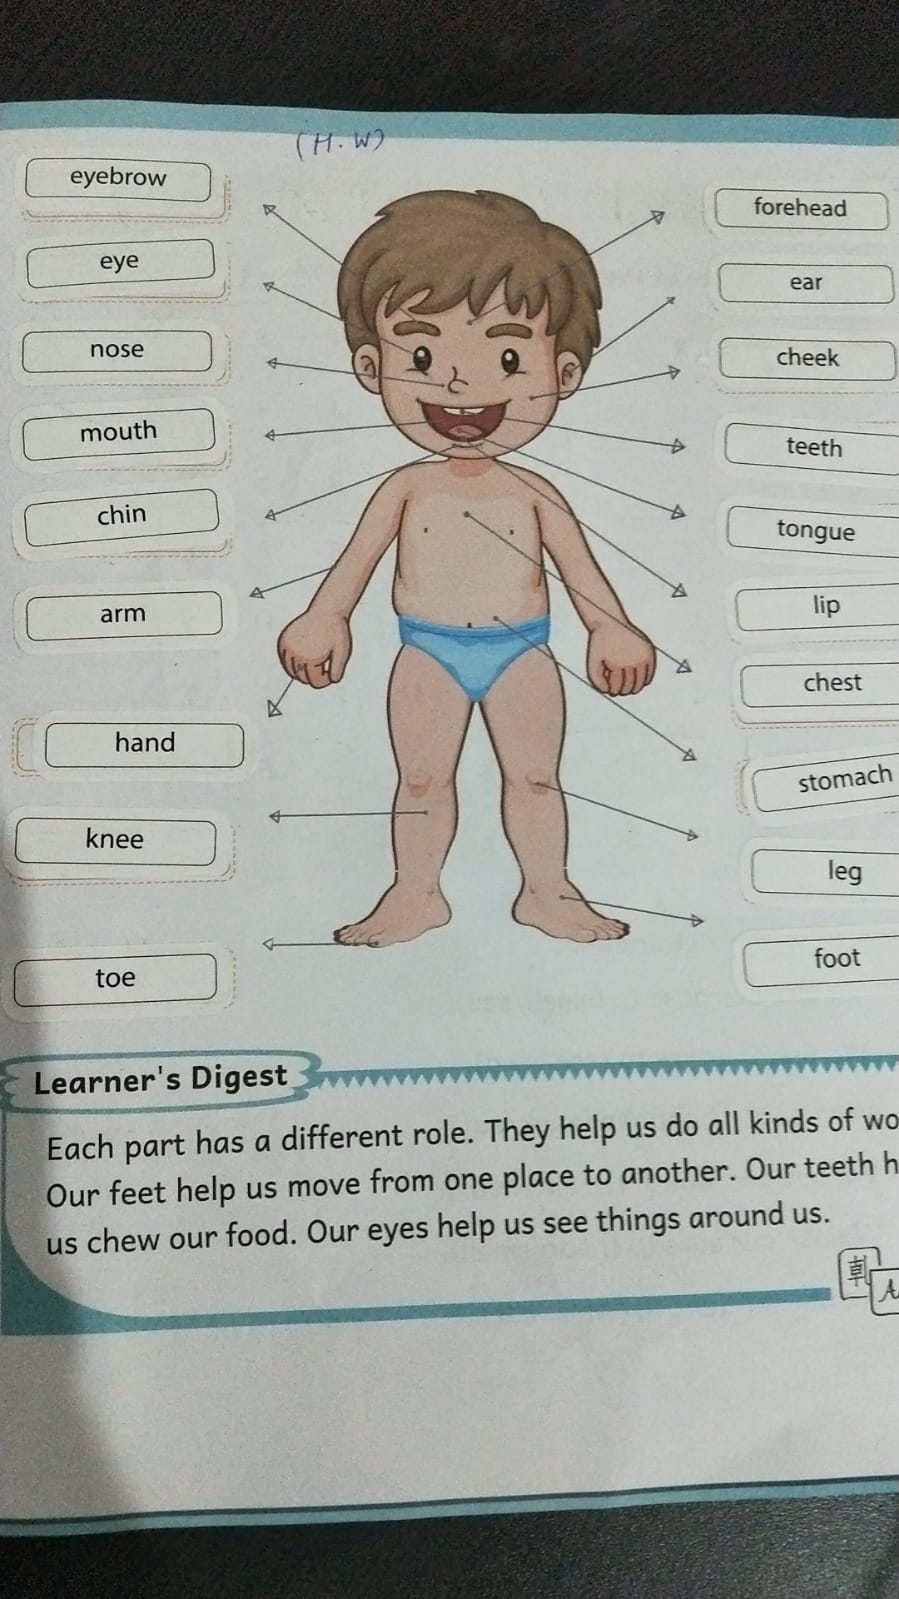 (H.W)
eyebrow
eye
nose
mouth
chin
arm
hand
knee
toe
forehead
ear
cheek
teeth
tongue
lip
chest
stomach
leg
foot
Learner's Digest
Each part has a different role. They help us do all kinds of wo
Our feet help us move from one place to another. Our teeth h
us chew our food. Our eyes help us see things around us.
A